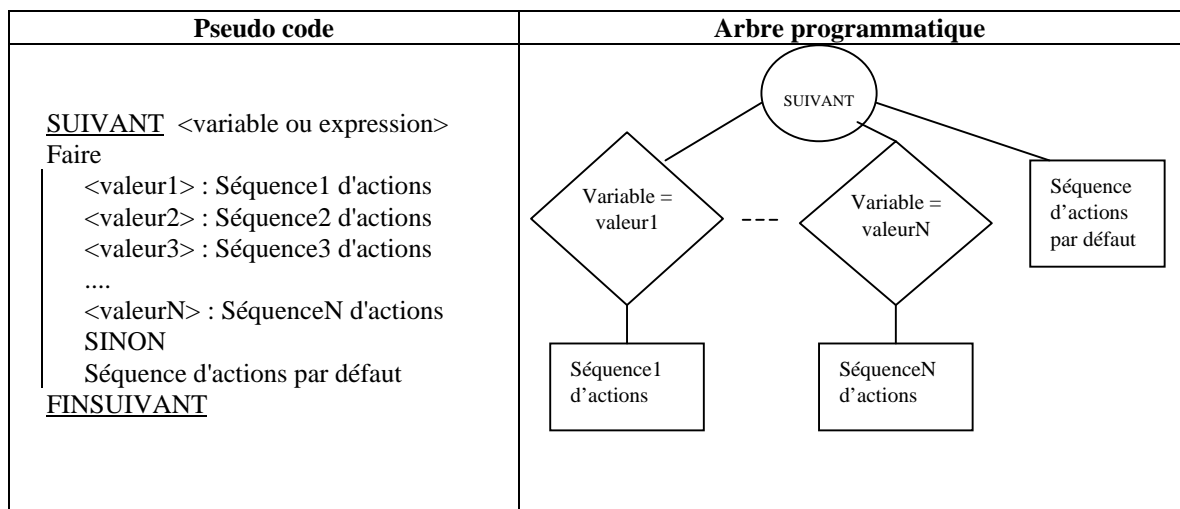 Pseudo code
Arbre programmatique
SUIVANT <variable ou expression>
Faire
<valeur1> : Séquence1 d'actions
<valeur2> : Séquence2 d'actions
<valeur3> : Séquence3 d'actions
....
<valeurN> : SéquenceN d'actions
SINON
Séquence d'actions par défaut
FINSUIVANT
SUIVANT
Variable =
valeur1
Variable =
valeurN
Séquence
d’actions
par défaut
Séquence1
d’actions
SéquenceN
d’actions